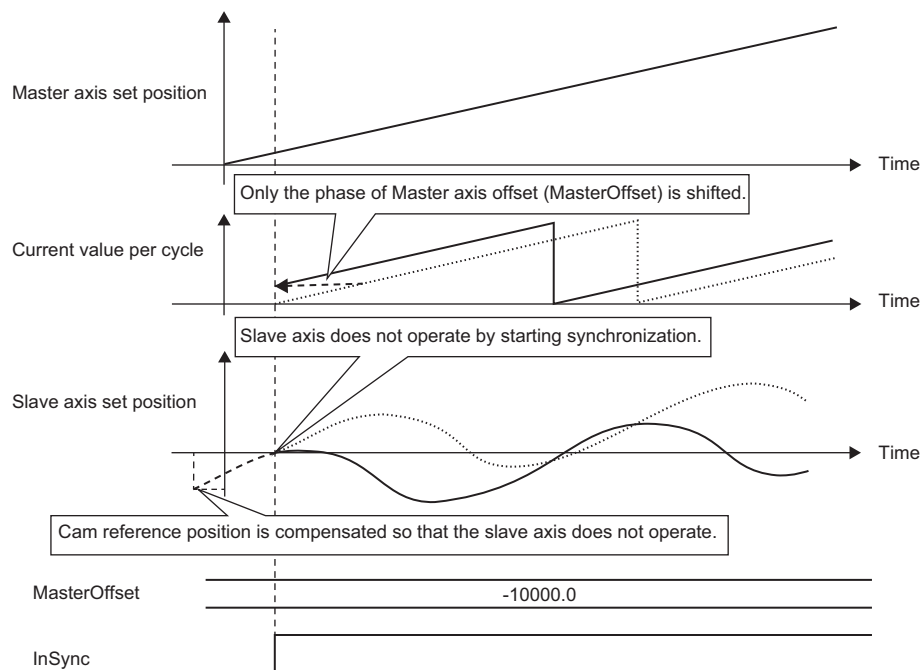 Master axis set position
Time
Only the phase of Master axis offset (MasterOffset) is shifted.
Current value per cycle
Time
Slave axis does not operate by starting synchronization.
Slave axis set position
Time
Cam reference position is compensated so that the slave axis does not operate.
MasterOffset
-10000.0
InSync